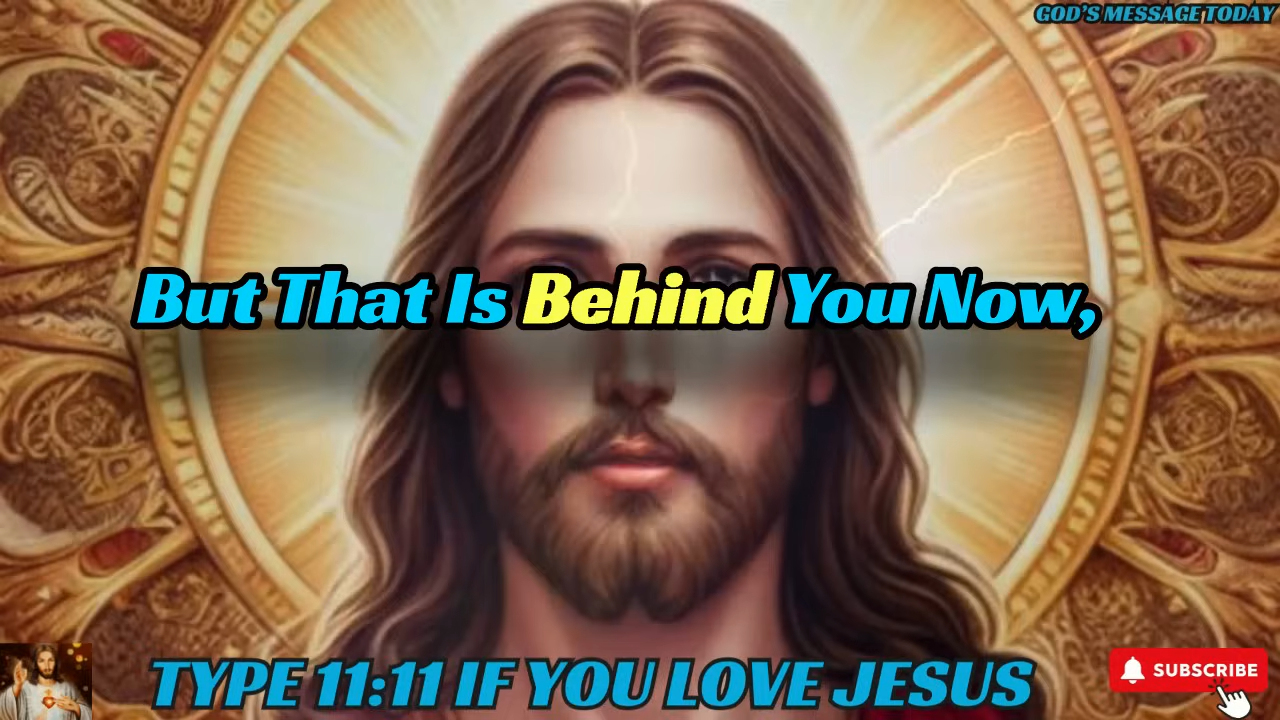 GOD'S MESSAGE TODAY
But That Is Behind You Now,
TYPE 11:11 IF YOU LOVE JESUS
SUBSCRIBE